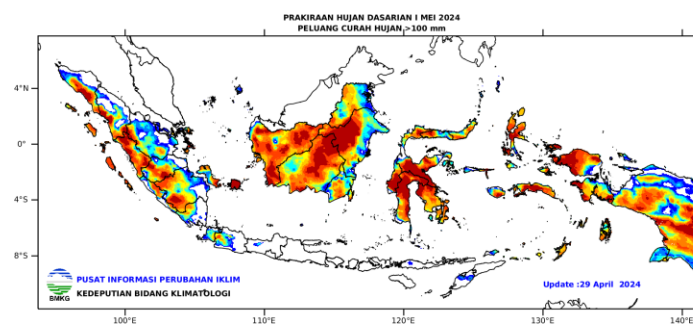 PRAKIRAAN HUJAN DASARIAN I MEI 2024
PELUANG CURAH HUJAN >100 mm
4°N
0°
4°S
8°S
PUSAT INFORMASI PERUBAHAN IKLIM
KEDEPUTIAN BIDANG KLIMATOLOGI
BMKG
Update :29 April 2024
100°E
110°E
120°E
130°E
140°E